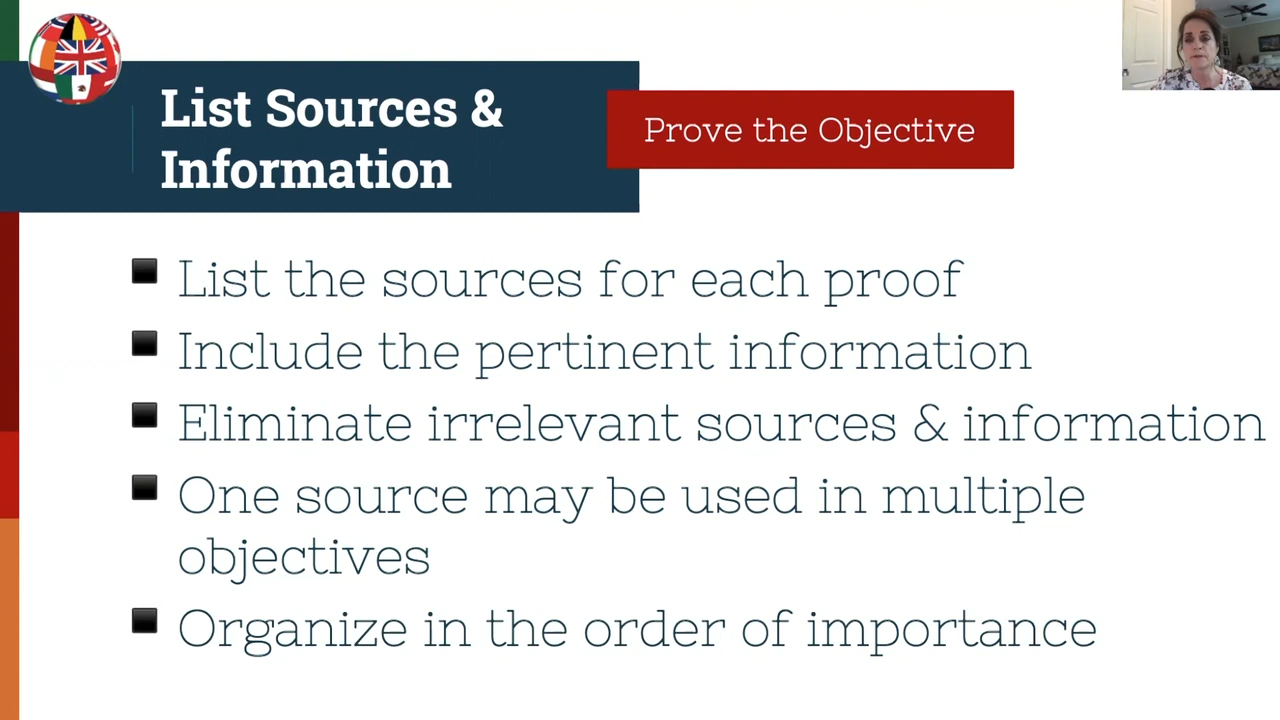 List Sources &
Information
Prove the Objective
List the sources for each proof
Include the pertinent information
Eliminate irrelevant sources & information
One source may be used in multiple
objectives
Organize in the order of importance